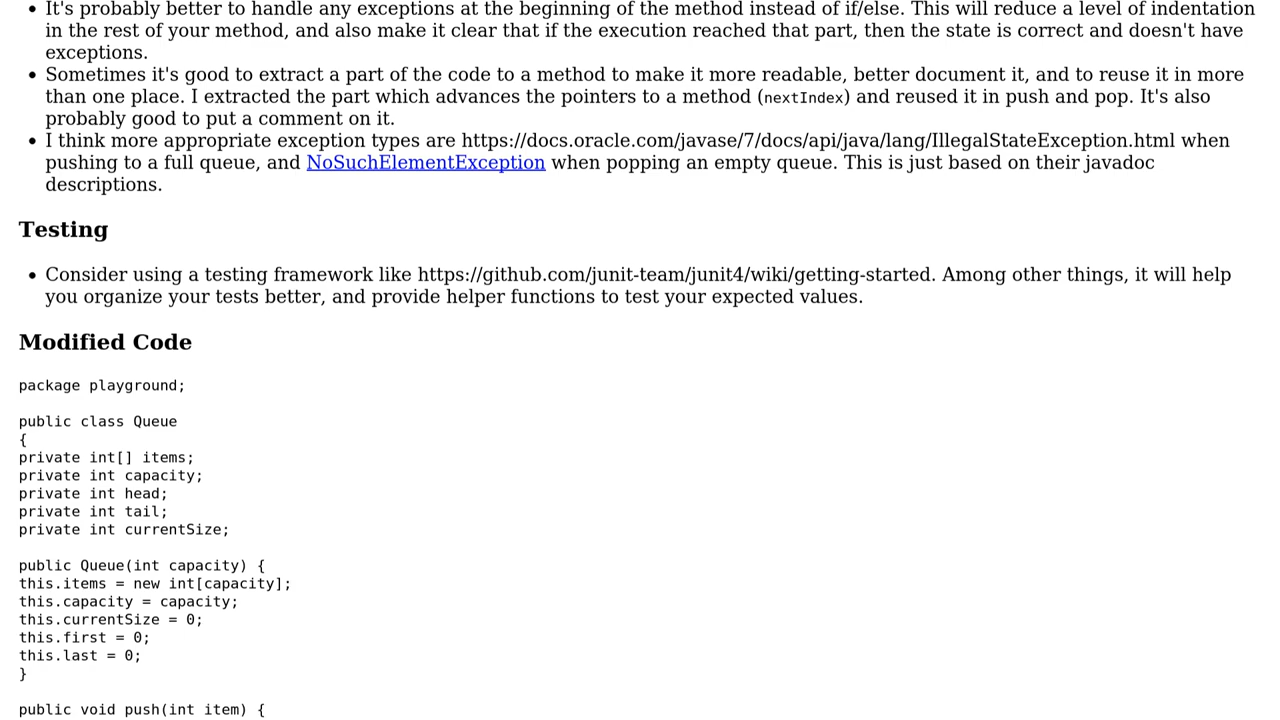 • It's probably better to handle any exceptions at the beginning of the method instead of if/else. This will reduce a level of indentation
in the rest of your method, and also make it clear that if the execution reached that part, then the state is correct and doesn't have
exceptions.
• Sometimes it's good to extract a part of the code to a method to make it more readable, better document it, and to reuse it in more
than one place. I extracted the part which advances the pointers to a method (nextIndex) and reused it in push and pop. It's also
probably good to put a comment on it.
• I think more appropriate exception types are https://docs.oracle.com/javase/7/docs/api/java/lang/IllegalStateException.html when
pushing to a full queue, and NoSuchElementException when popping an empty queue. This is just based on their javadoc
descriptions.
Testing
• Consider using a testing framework like https://github.com/junit-team/junit4/wiki/getting-started. Among other things, it will help
you organize your tests better, and provide helper functions to test your expected values.
Modified Code
package playground;
public class Queue
{
private int[] items;
private int capacity;
private int head;
private int tail;
private int currentSize;
public Queue(int capacity) {
this.items = new int[capacity];
this.capacity = capacity;
this.currentSize = 0;
this.first = 0;
this.last = 0;
}
public void push(int item) {